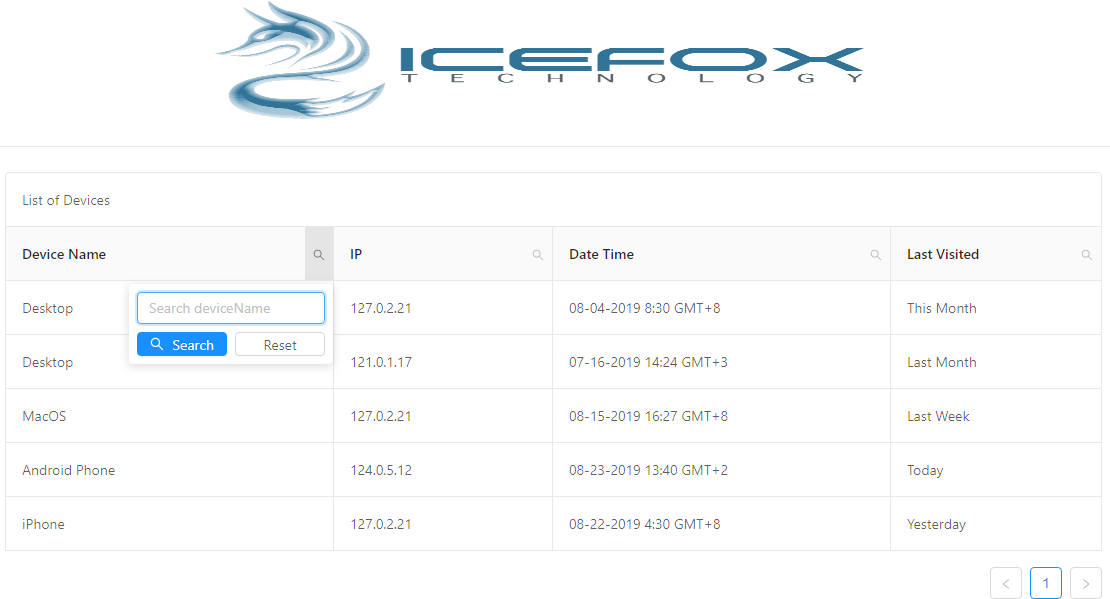 ICEFOX
TECHNOLOGY
List of Devices
Device Name IP Date Time Last Visited
Desktop 127.0.2.21 08-04-2019 8:30 GMT+8 This Month
Search deviceName
Search Reset
Desktop 121.0.1.17 07-16-2019 14:24 GMT+3 Last Month
MacOS 127.0.2.21 08-15-2019 16:27 GMT+8 Last Week
Android Phone 124.0.5.12 08-23-2019 13:40 GMT+2 Today
iPhone 127.0.2.21 08-22-2019 4:30 GMT+8 Yesterday
< 1 >